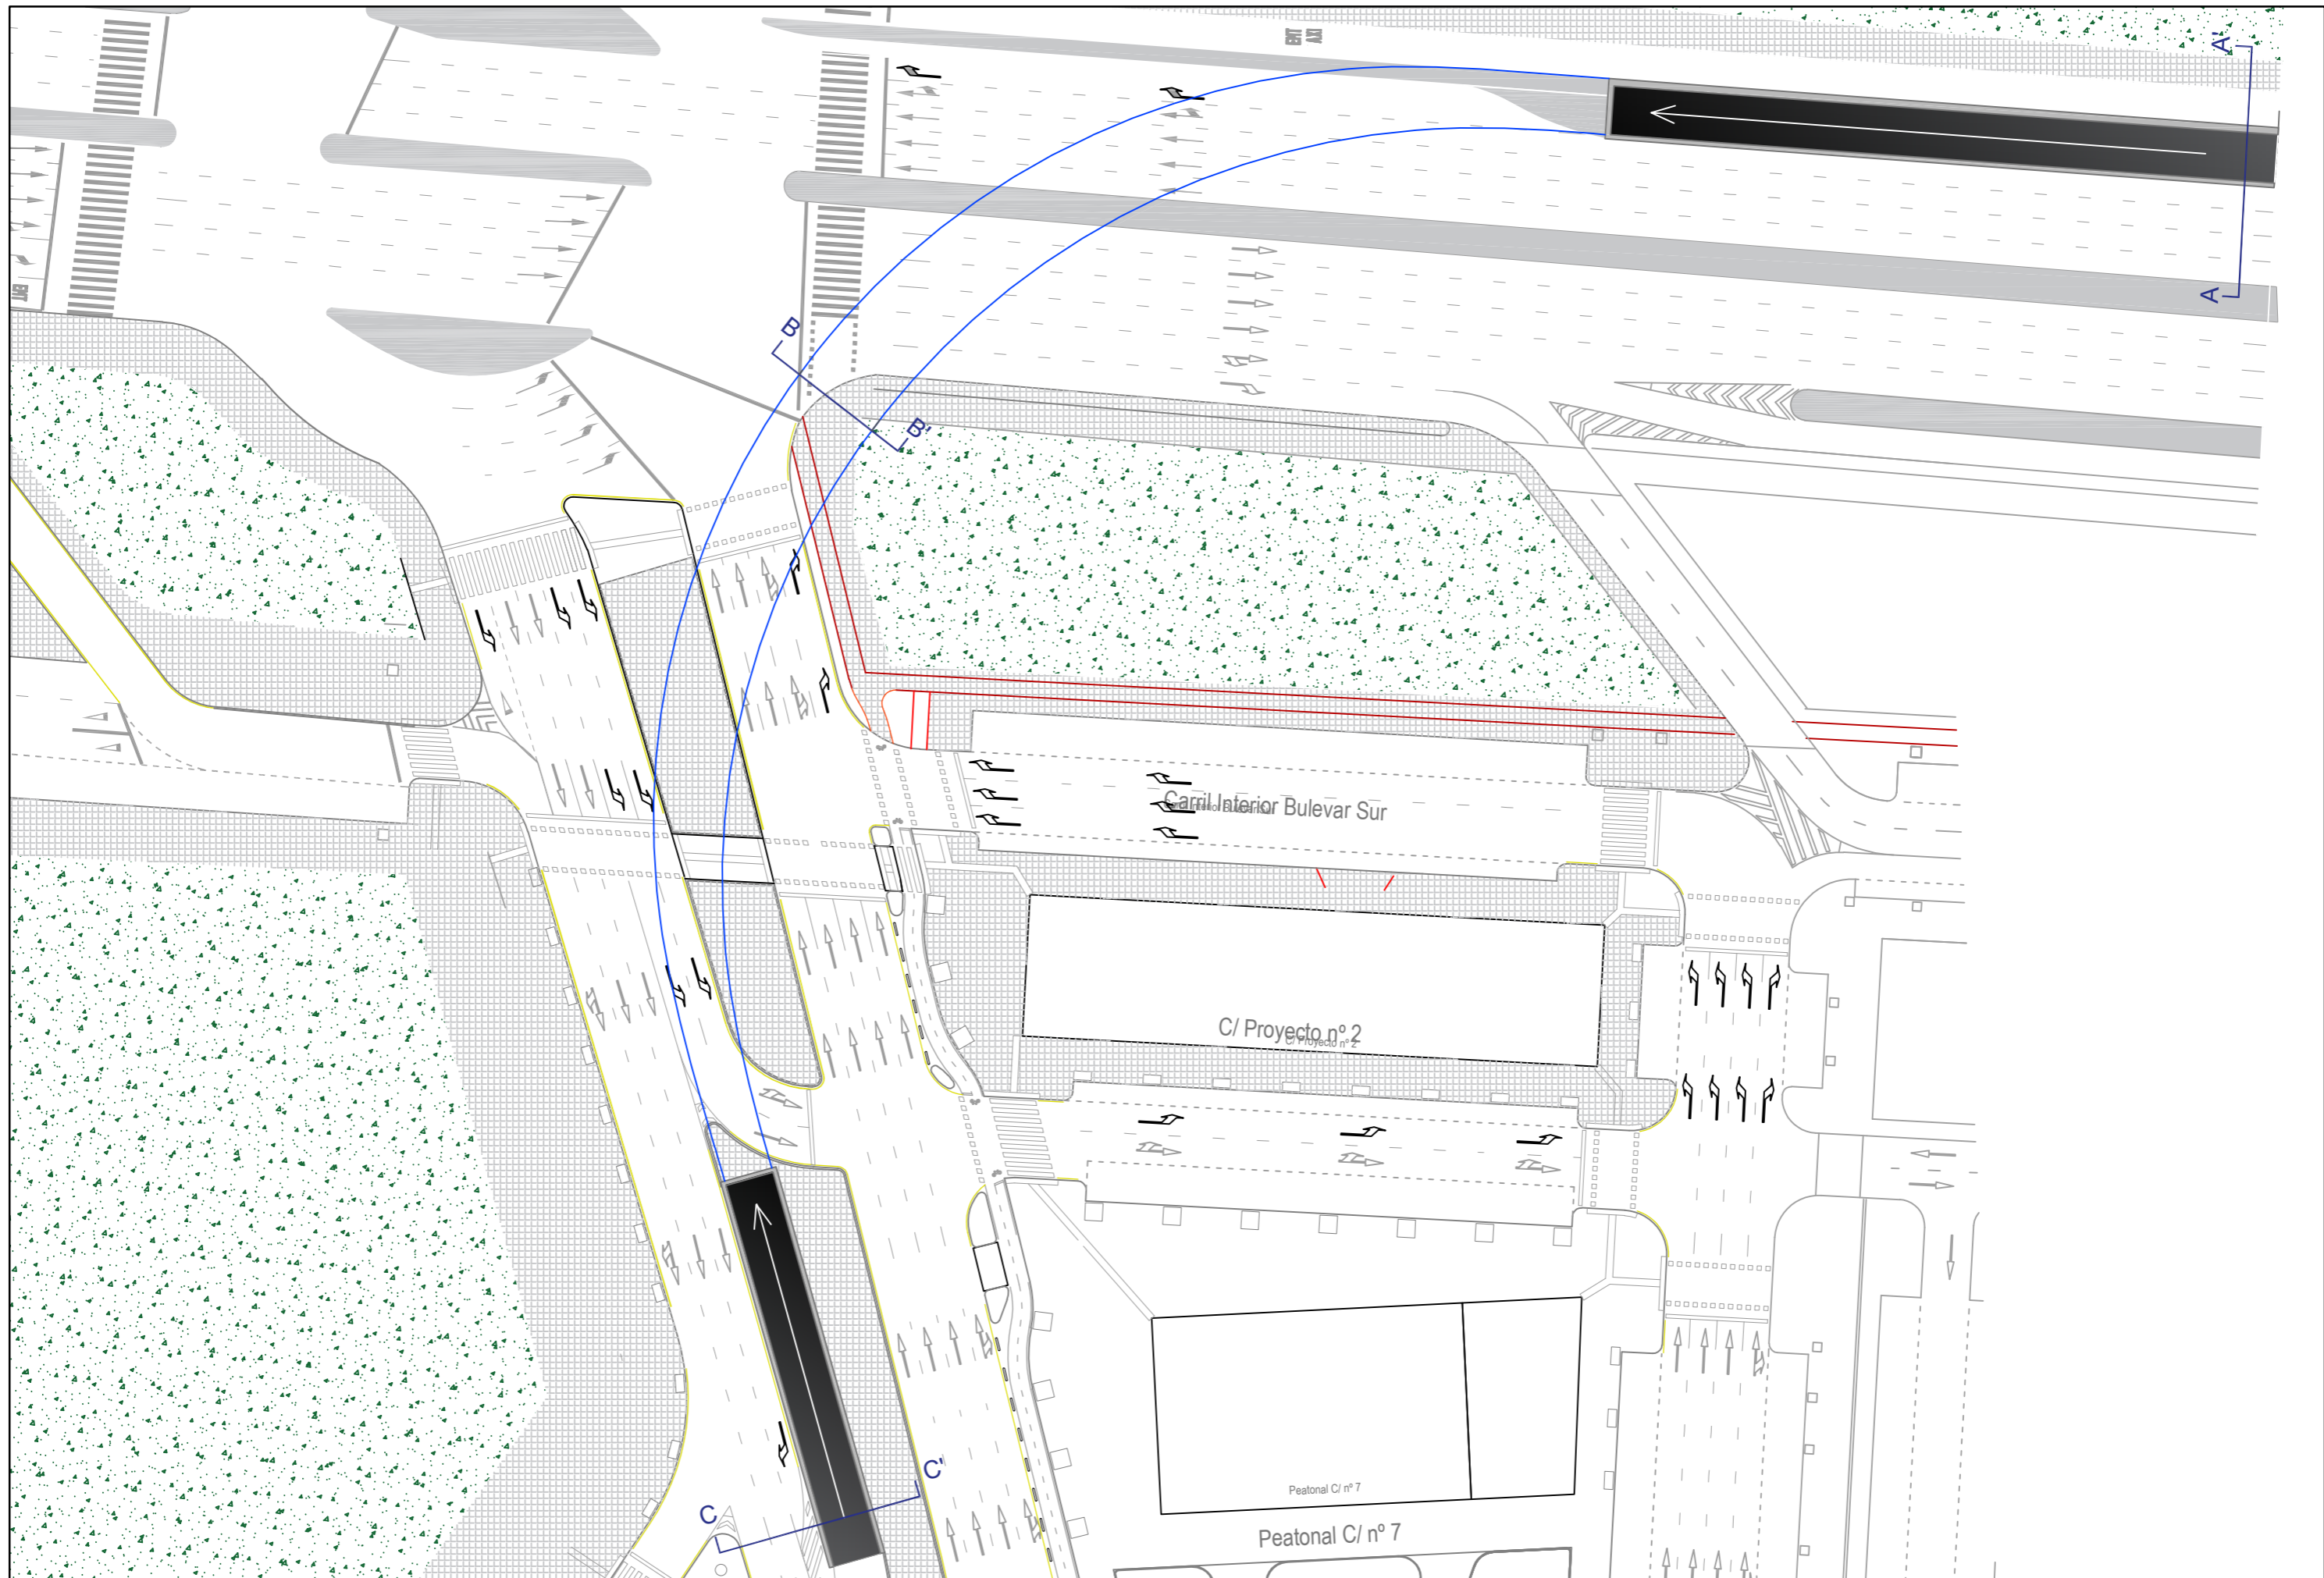 A'
A
B
B'
Carril Interior Bulevar Sur
C/ Proyecto nº 2
C/ Proyecto nº 2
C'
C
Peatonal C/ nº 7
Peatonal C/ nº 7